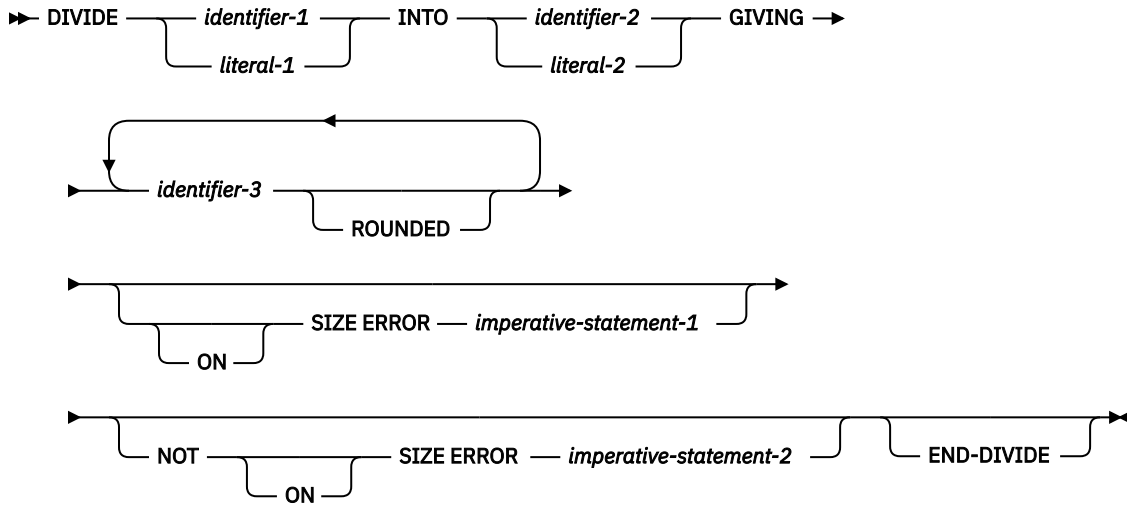 DIVIDE identifier-1 INTO identifier-2 GIVING
literal-1 literal-2
identifier-3
ROUNDED
SIZE ERROR imperative-statement-1
ON
NOT SIZE ERROR imperative-statement-2 END-DIVIDE
ON